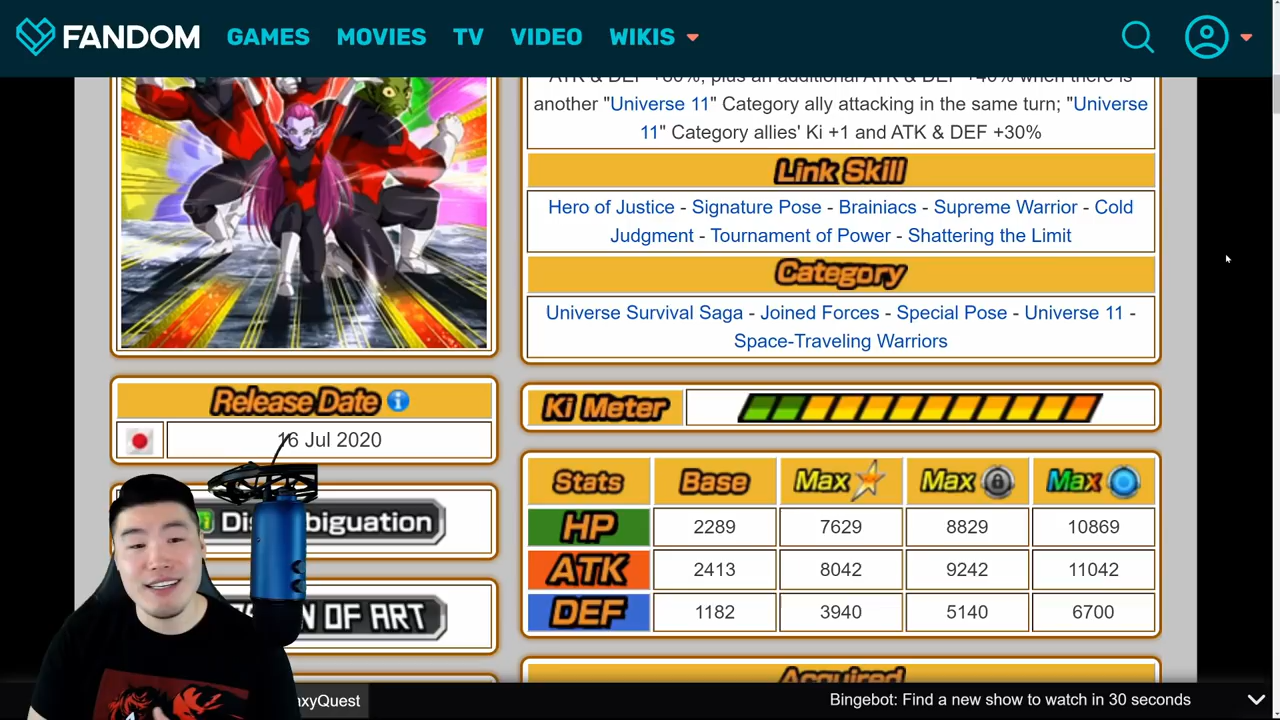 FANDOM GAMES MOVIES TV VIDEO WIKIS
another "Universe 11" Category ally attacking in the same turn; "Universe
11" Category allies' Ki +1 and ATK & DEF +30%
Link Skill
Hero of Justice - Signature Pose - Brainiacs - Supreme Warrior - Cold
Judgment - Tournament of Power - Shattering the Limit
Category
Universe Survival Saga - Joined Forces - Special Pose - Universe 11 -
Space-Traveling Warriors
Release Date
16 Jul 2020
Ki Meter
Stats Base Max Max Max
HP 2289 7629 8829 10869
ATK 2413 8042 9242 11042
DEF 1182 3940 5140 6700
OF ART
Acquired
Bingebot: Find a new show to watch in 30 seconds